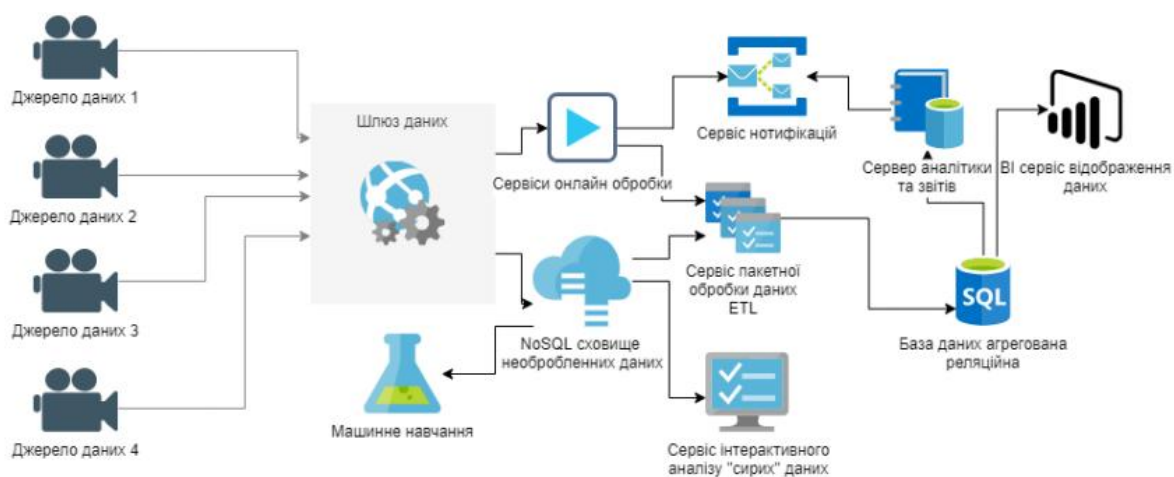 Джерело даних 1
Джерело даних 2
Джерело даних 3
Джерело даних 4
Шлюз даних
Сервіси онлайн обробки
NoSQL сховище
необробленних даних
Машинне навчання
Сервіс нотифікацій
Сервіс пакетної
обробки даних
ETL
Сервіс інтерактивного
аналізу "сирих" даних
Сервер аналітики
та звітів
BI сервіс відображення
даних
SQL
База даних агрегована
реляційна